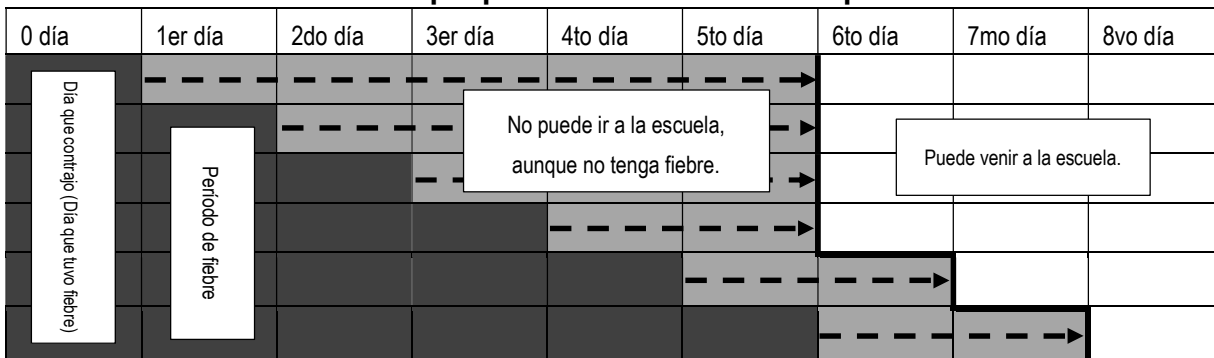 0 día
1er día
2do día
3er día
4to día
5to día
6to día
7mo día
8vo día
Día que contrajo (Día que tuvo fiebre)
Período de fiebre
No puede ir a la escuela,
aunque no tenga fiebre.
Puede venir a la escuela.